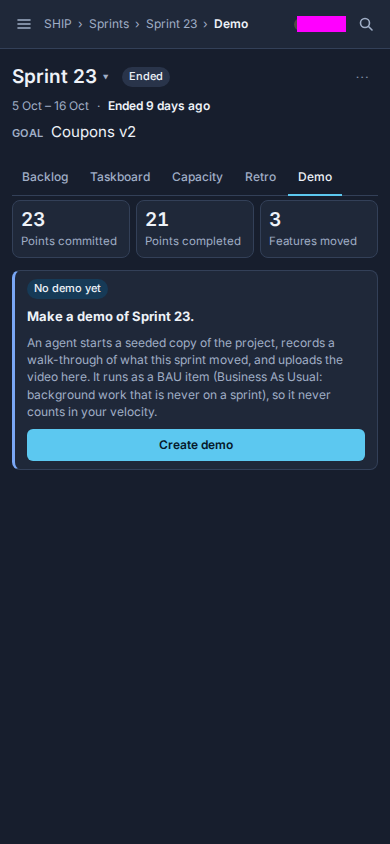 SHIP › Sprints › Sprint 23 › Demo
Sprint 23 ▾ Ended ...
5 Oct – 16 Oct · Ended 9 days ago
GOAL Coupons v2
Backlog Taskboard Capacity Retro Demo
23 21 3
Points committed Points completed Features moved
No demo yet
Make a demo of Sprint 23.
An agent starts a seeded copy of the project, records a
walk-through of what this sprint moved, and uploads the
video here. It runs as a BAU item (Business As Usual:
background work that is never on a sprint), so it never
counts in your velocity.
Create demo